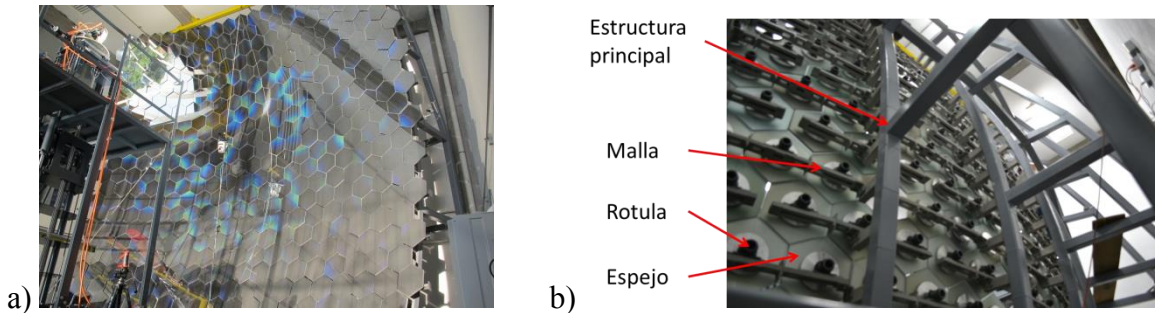 a)
b)
Estructura
principal
Malla
Rotula
Espejo